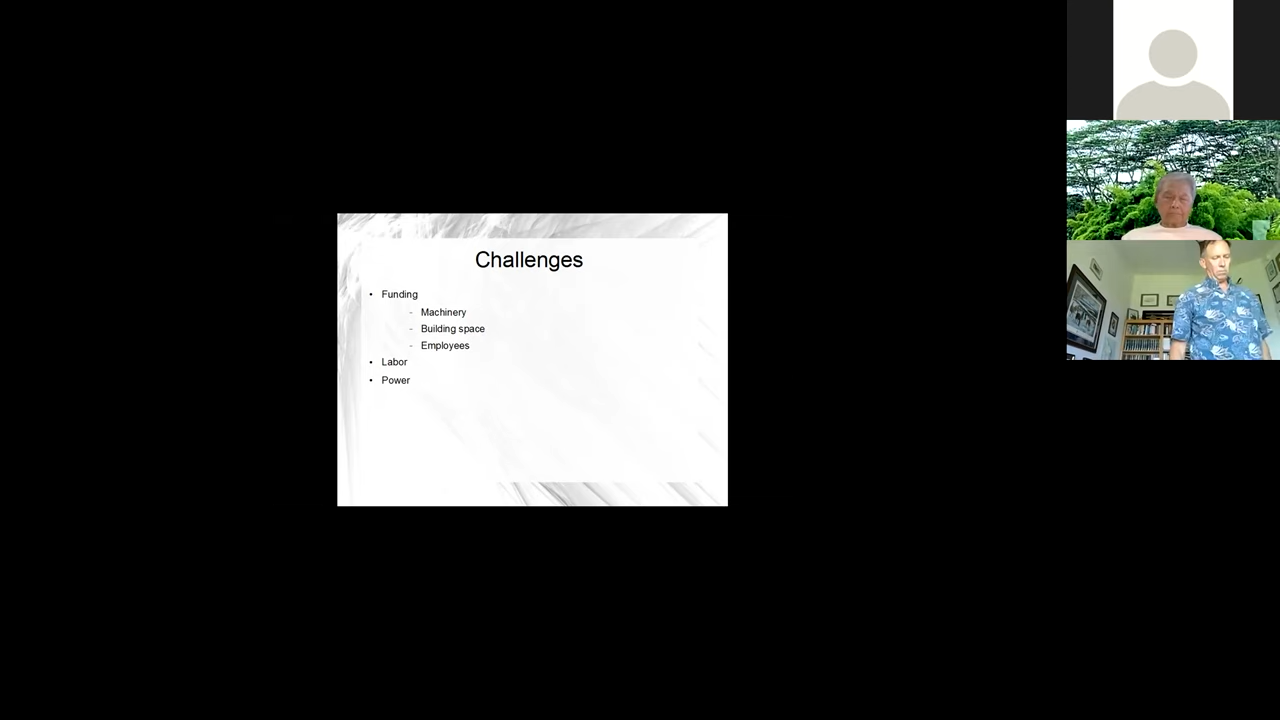 Challenges
• Funding
- Machinery
- Building space
- Employees
• Labor
• Power